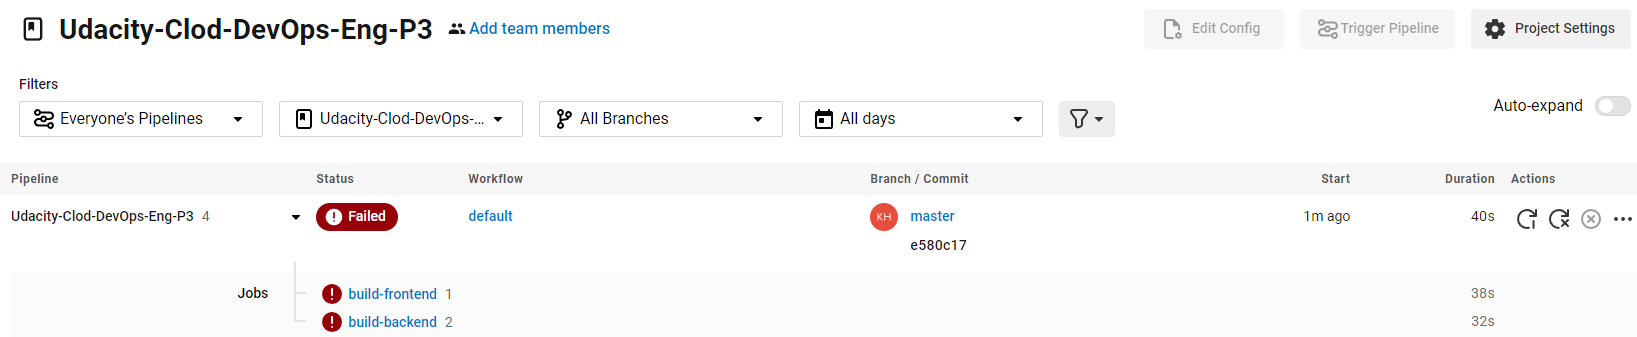 Udacity-Clod-DevOps-Eng-P3 Add team members Edit Config Trigger Pipeline Project Settings
Filters
Everyone's Pipelines Udacity-Clod-DevOps-... All Branches All days Auto-expand
Pipeline Status Workflow Branch / Commit Start Duration Actions
Udacity-Clod-DevOps-Eng-P3 4 Failed default KH master 1m ago 40s
e580c17
Jobs build-frontend 1 38s
build-backend 2 32s